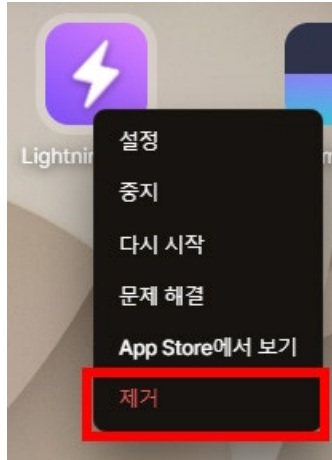 Lightnin
설정
중지
다시 시작
문제 해결
App Store에서 보기
제거